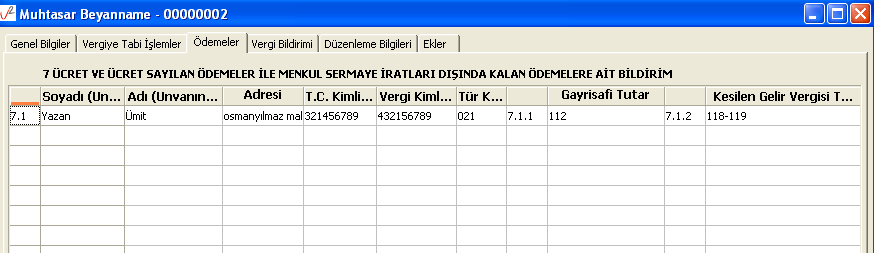 Muhtasar Beyanname - 00000002
Genel Bilgiler Vergiye Tabi İşlemler Ödemeler Vergi Bildirimi Düzenleme Bilgileri Ekler
7 ÜCRET VE ÜCRET SAYILAN ÖDEMELER İLE MENKUL SERMAYE İRATLARI DIŞINDA KALAN ÖDEMELERE AİT BİLDİRİM
Soyadı (Un... Adı (Unvanın... Adresi T.C. Kimli... Vergi Kiml... Tür K... Gayrisafi Tutar Kesilen Gelir Vergisi T...
7.1 Yazan Ümit osmanyılmaz mal 321456789 432156789 021 7.1.1 112 7.1.2 118-119